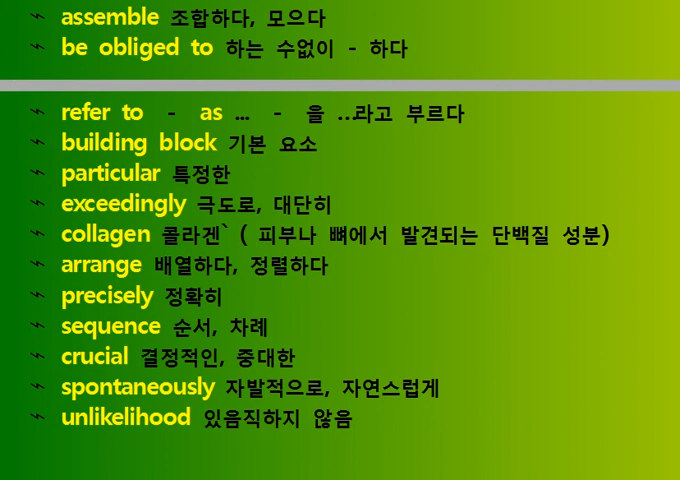 assemble 조합하다, 모으다
be obliged to 하는 수없이 - 하다
refer to - as … - 을 …라고 부르다
building block 기본 요소
particular 특정한
exceedingly 극도로, 대단히
collagen 콜라겐` ( 피부나 뼈에서 발견되는 단백질 성분)
arrange 배열하다, 정렬하다
precisely 정확히
sequence 순서, 차례
crucial 결정적인, 중대한
spontaneously 자발적으로, 자연스럽게
unlikelihood 있음직하지 않음